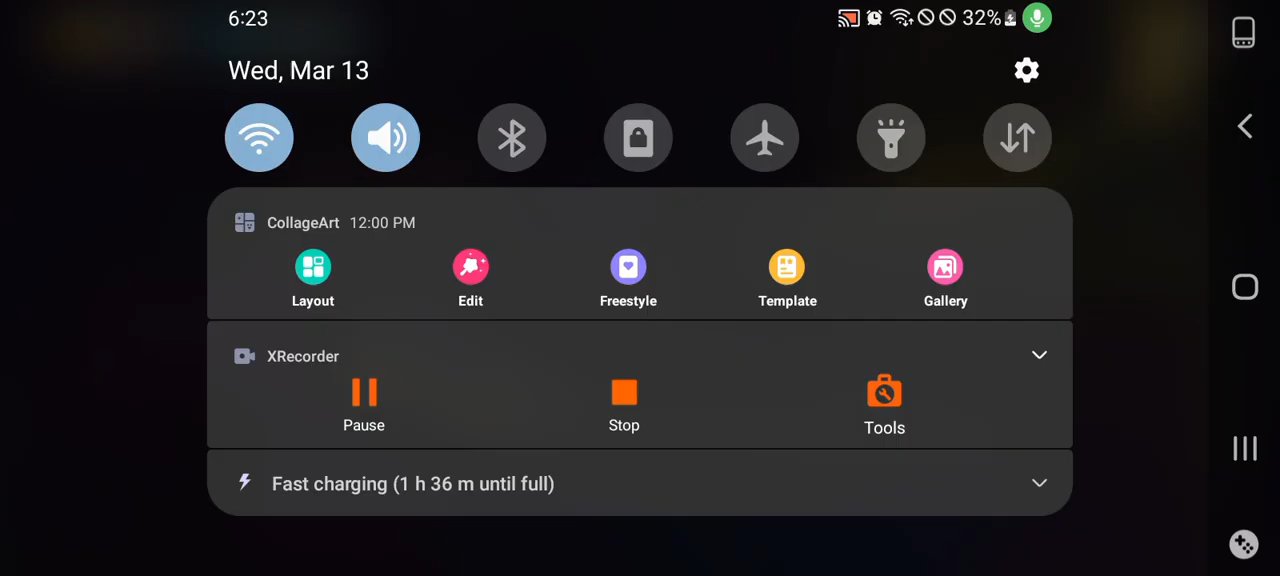 6:23 32%
Wed, Mar 13
CollageArt 12:00 PM
Layout Edit Freestyle Template Gallery
XRecorder
Pause Stop Tools
Fast charging (1 h 36 m until full)